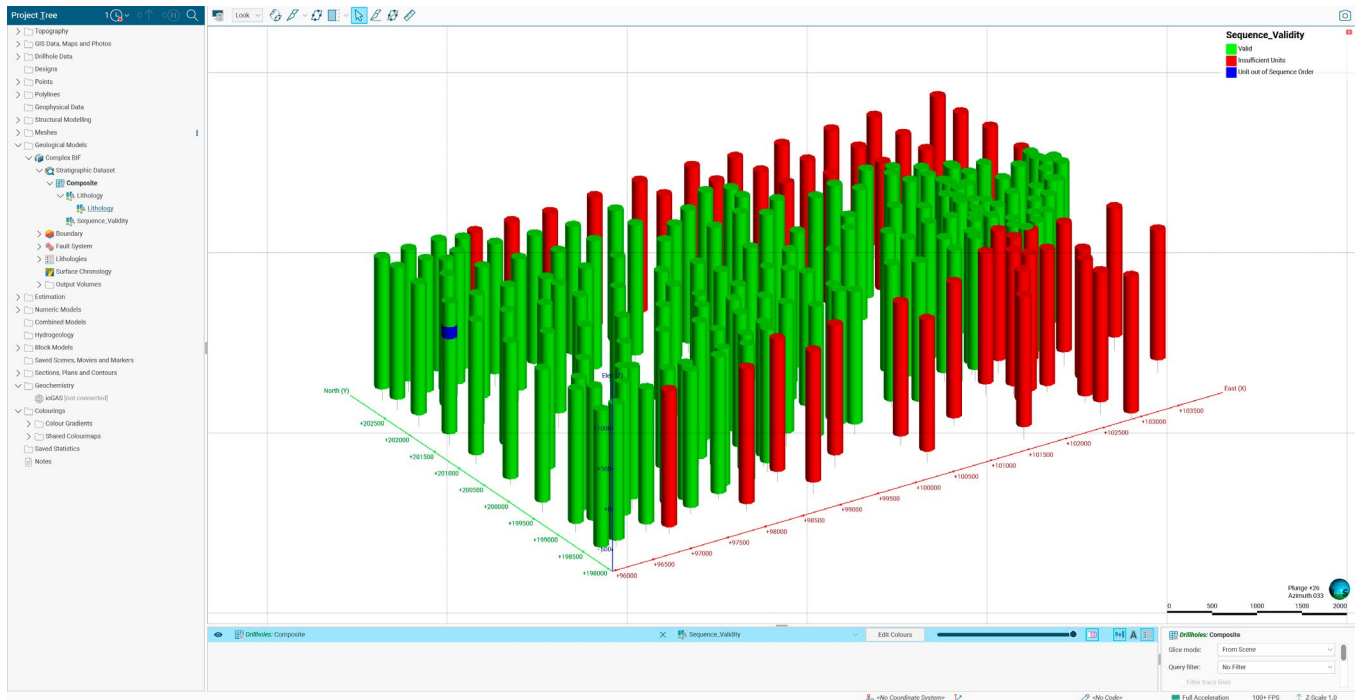 Project Tree
1
0
0
Look
Topography
GIS Data, Maps and Photos
Drillhole Data
Designs
Points
Polylines
Geophysical Data
Structural Modelling
Meshes
Geological Models
Complex BIF
Stratigraphic Dataset
Composite
Lithology
Lithology
Sequence_Validity
Boundary
Fault System
Lithologies
Surface Chronology
Output Volumes
Estimation
Numeric Models
Combined Models
Hydrogeology
Block Models
Saved Scenes, Movies and Markers
Sections, Plans and Contours
Geochemistry
ioGAS [not connected]
Colourings
Colour Gradients
Shared Colourmaps
Saved Statistics
Notes
Sequence_Validity
Valid
Insufficient Units
Unit out of Sequence Order
North (Y)
+202500
+202000
+201500
+201000
+200500
+200000
+199500
+199000
+198500
+198000
East (X)
+103500
+103000
+102500
+102000
+101500
+101000
+100500
+100000
+99500
+99000
+98500
+98000
+97500
+97000
+96500
+96000
Plunge +26
Azimuth 033
0 500 1000 1500 2000
Drillholes: Composite
Sequence_Validity
Edit Colours
Drillholes: Composite
Slice mode: From Scene
Query filter: No Filter
Filter trace lines
<No Coordinate System>
<No Code>
Full Acceleration
100+ FPS
Z-Scale 1.0